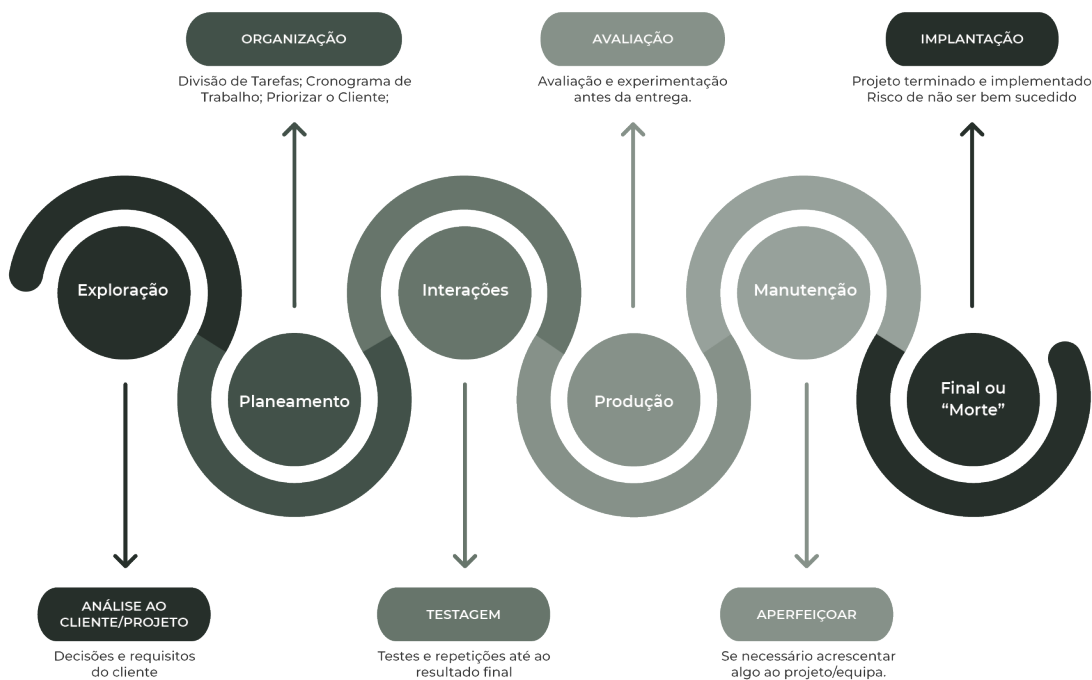 ORGANIZAÇÃO
Divisão de Tarefas; Cronograma de
Trabalho; Priorizar o Cliente;
AVALIAÇÃO
Avaliação e experimentação
antes da entrega.
IMPLANTAÇÃO
Projeto terminado e implementado
Risco de não ser bem sucedido
Exploração
Planeamento
Interações
Produção
Manutenção
Final ou
“Morte”
ANÁLISE AO
CLIENTE/PROJETO
Decisões e requisitos
do cliente
TESTAGEM
Testes e repetições até ao
resultado final
APERFEIÇOAR
Se necessário acrescentar
algo ao projeto/equipa.